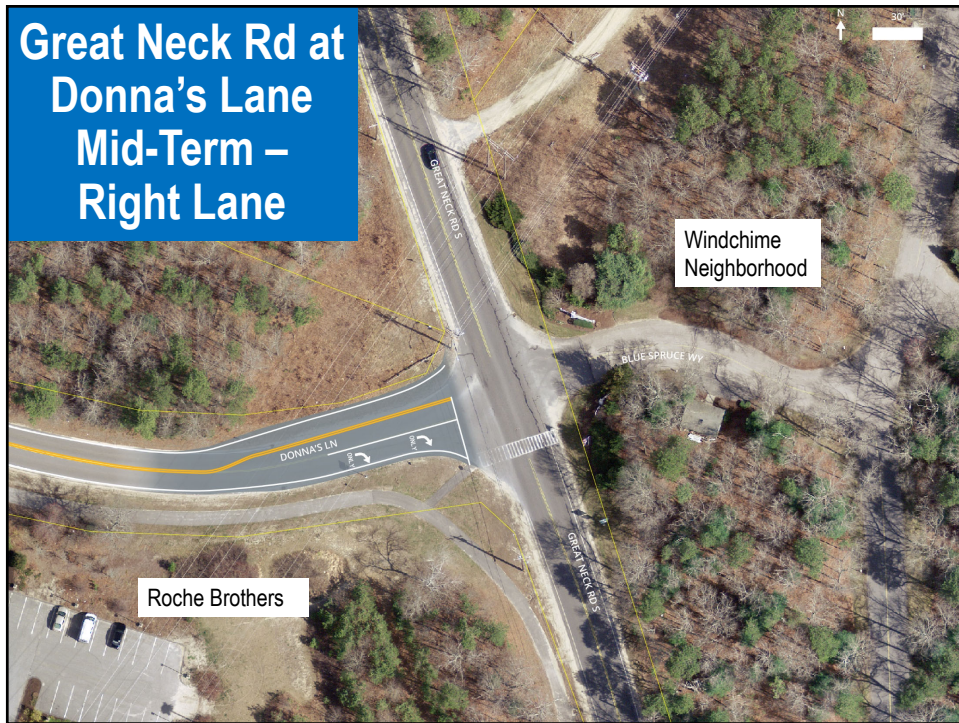 Great Neck Rd at
Donna’s Lane
Mid-Term –
Right Lane
N
30'
GREAT NECK RD S
Windchime
Neighborhood
BLUE SPRUCE WY
DONNA'S LN
ONLY
ONLY
GREAT NECK RD S
Roche Brothers